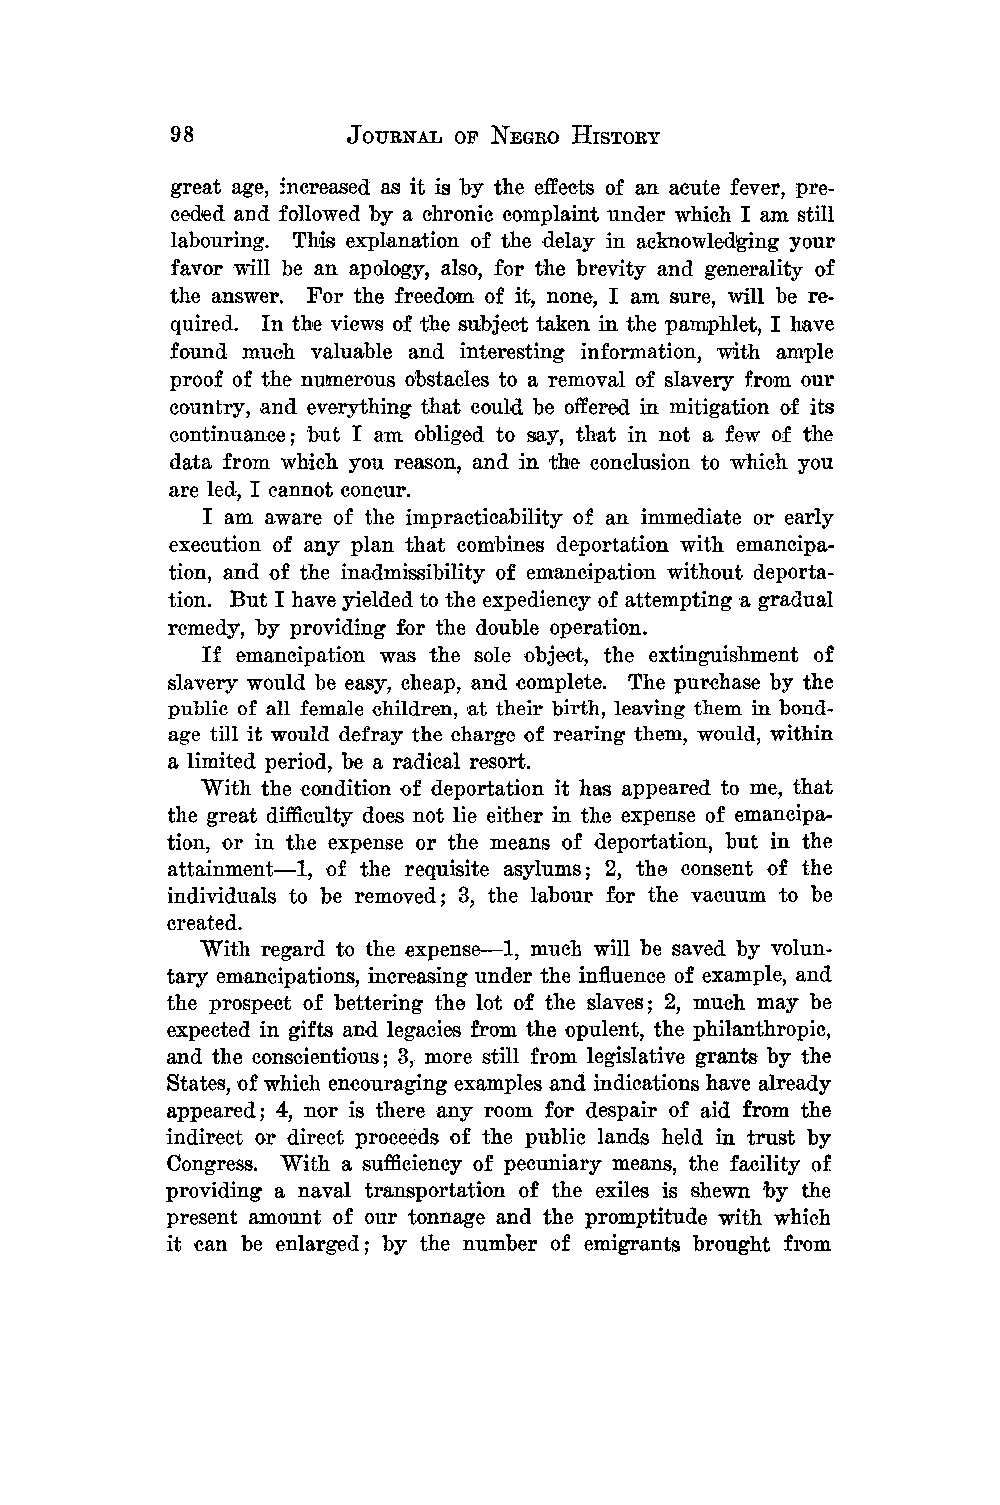 98 JOURNAL OF NEGRO HISTORY
great age, increased as it is by the effects of an acute fever, pre-
ceded and followed by a chronic complaint under which I am still
labouring. This explanation of the delay in acknowledging your
favor will be an apology, also, for the brevity and generality of
the answer. For the freedom of it, none, I am sure, will be re-
quired. In the views of the subject taken in the pamphlet, I have
found much valuable and interesting information, with ample
proof of the numerous obstacles to a removal of slavery from our
country, and everything that could be offered in mitigation of its
continuance; but I am obliged to say, that in not a few of the
data from which you reason, and in the conclusion to which you
are led, I cannot concur.
I am aware of the impracticability of an immediate or early
execution of any plan that combines deportation with emancipa-
tion, and of the inadmissibility of emancipation without deporta-
tion. But I have yielded to the expediency of attempting a gradual
remedy, by providing for the double operation.
If emancipation was the sole object, the extinguishment of
slavery would be easy, cheap, and complete. The purchase by the
public of all female children, at their birth, leaving them in bond-
age till it would defray the charge of rearing them, would, within
a limited period, be a radical resort.
With the condition of deportation it has appeared to me, that
the great difficulty does not lie either in the expense of emancipa-
tion, or in the expense or the means of deportation, but in the
attainment—1, of the requisite asylums; 2, the consent of the
individuals to be removed; 3, the labour for the vacuum to be
created.
With regard to the expense—1, much will be saved by volun-
tary emancipations, increasing under the influence of example, and
the prospect of bettering the lot of the slaves; 2, much may be
expected in gifts and legacies from the opulent, the philanthropic,
and the conscientious; 3, more still from legislative grants by the
States, of which encouraging examples and indications have already
appeared; 4, nor is there any room for despair of aid from the
indirect or direct proceeds of the public lands held in trust by
Congress. With a sufficiency of pecuniary means, the facility of
providing a naval transportation of the exiles is shewn by the
present amount of our tonnage and the promptitude with which
it can be enlarged; by the number of emigrants brought from